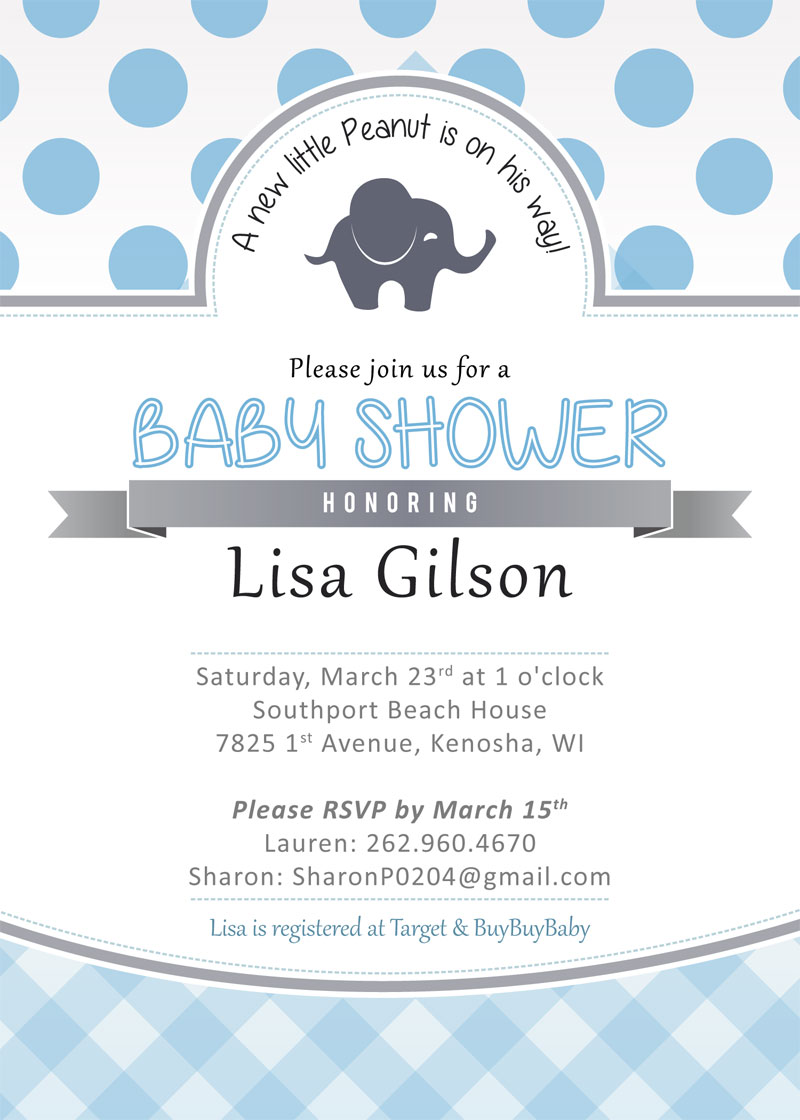 A new little Peanut is on his way!
Please join us for a
BABY SHOWER
HONORING
Lisa Gilson
Saturday, March 23rd at 1 o'clock
Southport Beach House
7825 1st Avenue, Kenosha, WI
Please RSVP by March 15th
Lauren: 262.960.4670
Sharon: SharonP0204@gmail.com
Lisa is registered at Target & BuyBuyBaby